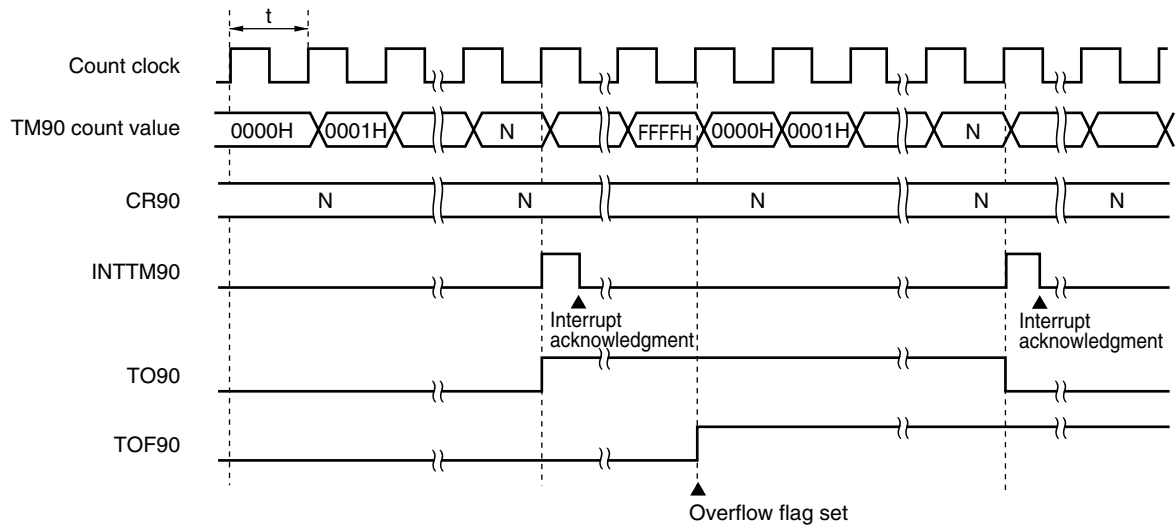 t
Count clock
TM90 count value 0000H 0001H N FFFFH 0000H 0001H N
CR90 N N N N N
INTTM90
Interrupt acknowledgment
Interrupt acknowledgment
TO90
TOF90
Overflow flag set